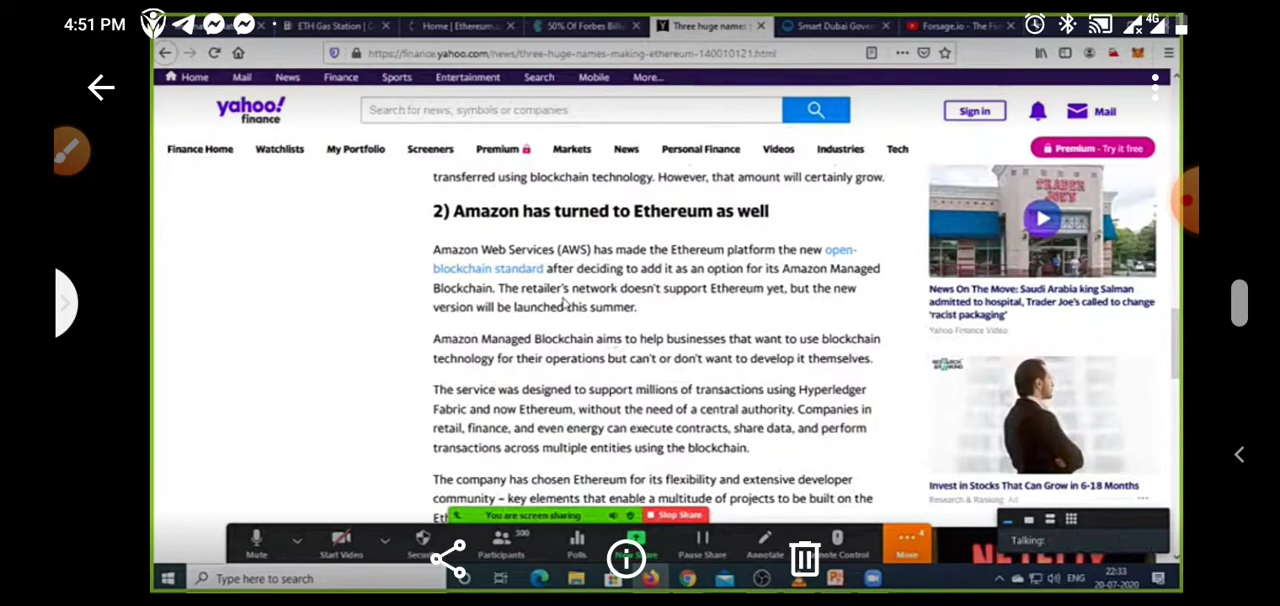 4:51 PM
4G
ETH Gas Station | C
Home | Ethereum.
50% Of Forbes Billi
Three huge names
Smart Dubai Gover
Forsage.io - The Fi
https://finance.yahoo.com/news/three-huge-names-making-ethereum-140010121.html
Home Mail News Finance Sports Entertainment Search Mobile More...
yahoo!
finance
Search for news, symbols or companies
Sign in
Mail
Finance Home Watchlists My Portfolio Screeners Premium Markets News Personal Finance Videos Industries Tech
Premium - Try it free
transferred using blockchain technology. However, that amount will certainly grow.
2) Amazon has turned to Ethereum as well
Amazon Web Services (AWS) has made the Ethereum platform the new open-
blockchain standard after deciding to add it as an option for its Amazon Managed
Blockchain. The retailer's network doesn't support Ethereum yet, but the new
version will be launched this summer.
Amazon Managed Blockchain aims to help businesses that want to use blockchain
technology for their operations but can't or don't want to develop it themselves.
The service was designed to support millions of transactions using Hyperledger
Fabric and now Ethereum, without the need of a central authority. Companies in
retail, finance, and even energy can execute contracts, share data, and perform
transactions across multiple entities using the blockchain.
The company has chosen Ethereum for its flexibility and extensive developer
community – key elements that enable a multitude of projects to be built on the
Et
TRADER
JOE'S
News On The Move: Saudi Arabia king Salman
admitted to hospital, Trader Joe's called to change
'racist packaging'
Yahoo Finance Video
Invest in Stocks That Can Grow in 6-18 Months
Research & Ranking Ad
You are screen sharing
Stop Share
Mute
Start Video
Securi
Participants
300
Polls
Share
Pause Share
Annotate
mote Control
More
4
Talking:
Type here to search
ENG
22:33
20-07-2020